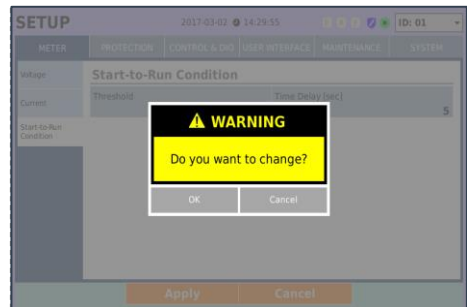 SETUP
2017-03-02 14:29:55
ID: 01
METER PROTECTION CONTROL & DIO USER INTERFACE MAINTENANCE SYSTEM
Voltage
Current
Start-to-Run
Condition
Start-to-Run Condition
Threshold Time Delay [sec]
5
WARNING
Do you want to change?
OK Cancel
Apply Cancel